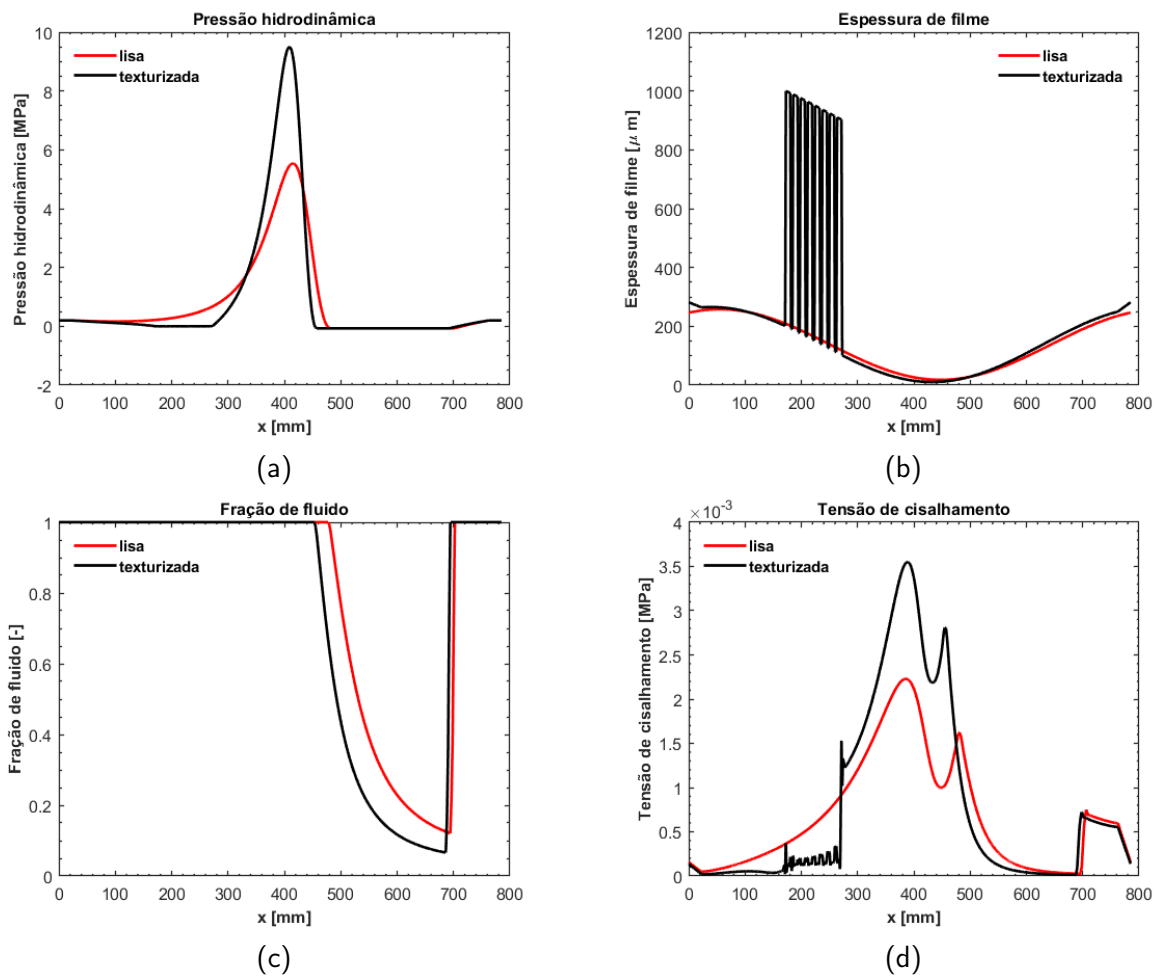 Pressão hidrodinâmica
10
8
6
4
2
0
-2
0 100 200 300 400 500 600 700 800
Pressão hidrodinâmica [MPa]
x [mm]
lisa
texturizada
(a)
Espessura de filme
1200
1000
800
600
400
200
0
0 100 200 300 400 500 600 700 800
Espessura de filme [μ m]
x [mm]
lisa
texturizada
(b)
Fração de fluido
1
0.8
0.6
0.4
0.2
0
0 100 200 300 400 500 600 700 800
Fração de fluido [-]
x [mm]
lisa
texturizada
(c)
Tensão de cisalhamento
×10⁻³
4
3.5
3
2.5
2
1.5
1
0.5
0
0 100 200 300 400 500 600 700 800
Tensão de cisalhamento [MPa]
x [mm]
lisa
texturizada
(d)